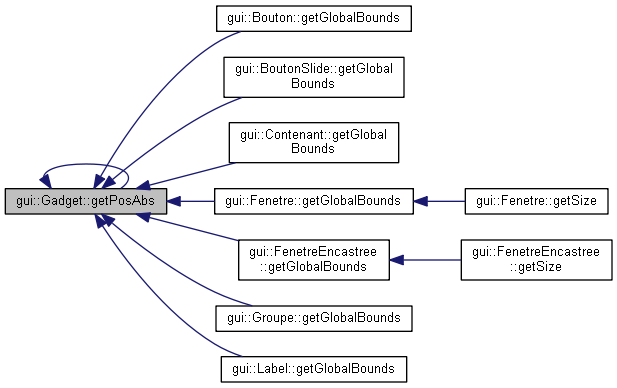 gui::Bouton::getGlobalBounds
gui::BoutonSlide::getGlobal
Bounds
gui::Contenant::getGlobal
Bounds
gui::Gadget::getPosAbs
gui::Fenetre::getGlobalBounds
gui::Fenetre::getSize
gui::FenetreEncastree
::getGlobalBounds
gui::FenetreEncastree
::getSize
gui::Groupe::getGlobalBounds
gui::Label::getGlobalBounds